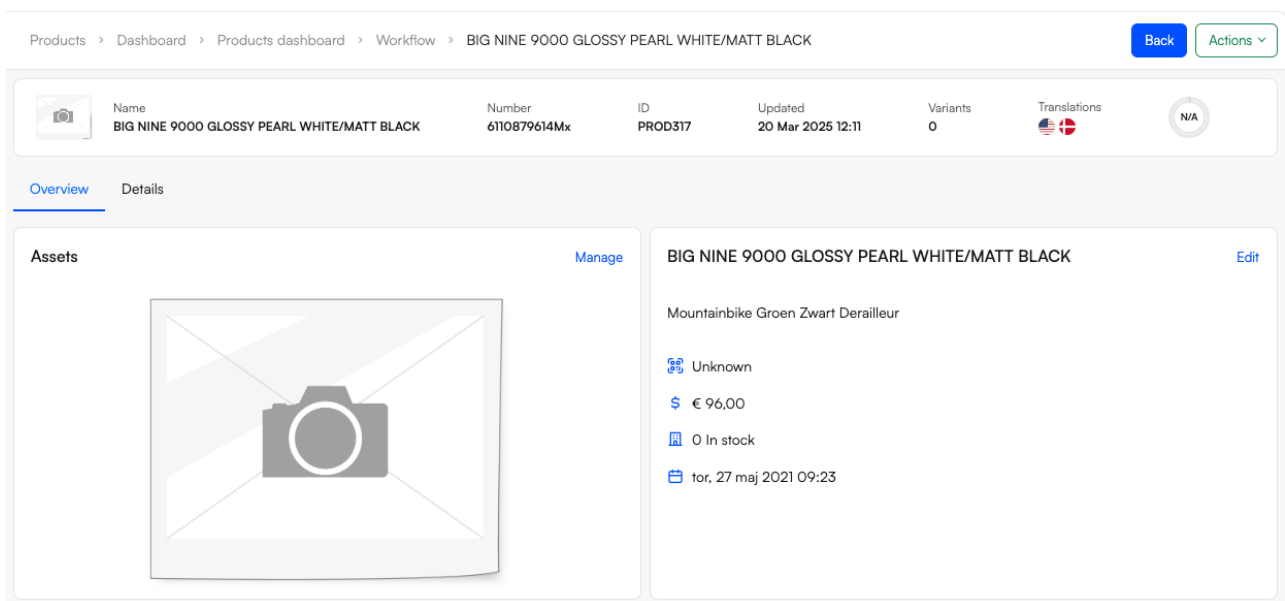 Products > Dashboard > Products dashboard > Workflow > BIG NINE 9000 GLOSSY PEARL WHITE/MATT BLACK
Back
Actions
Name
BIG NINE 9000 GLOSSY PEARL WHITE/MATT BLACK
Number
6110879614Mx
ID
PROD317
Updated
20 Mar 2025 12:11
Variants
0
Translations
N/A
Overview
Details
Assets
Manage
BIG NINE 9000 GLOSSY PEARL WHITE/MATT BLACK
Edit
Mountainbike Groen Zwart Derailleur
Unknown
$ € 96,00
0 In stock
tor, 27 maj 2021 09:23